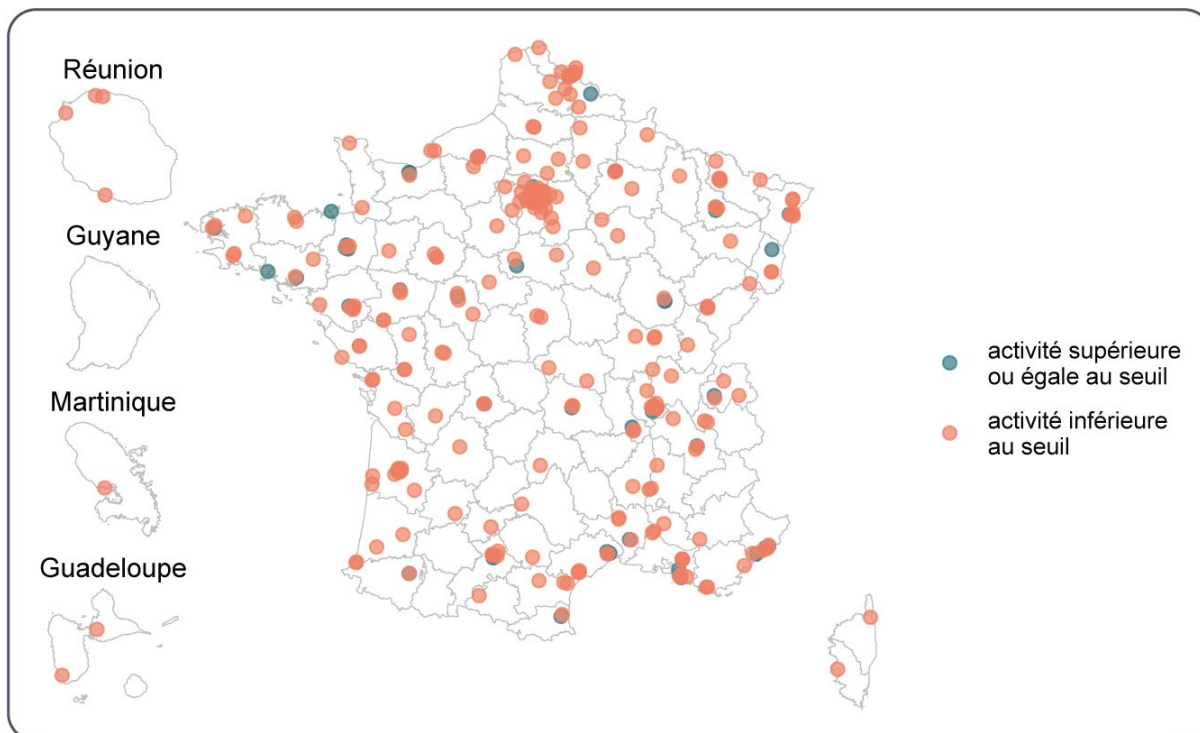 Réunion
Guyane
Martinique
Guadeloupe
activité supérieure
ou égale au seuil
activité inférieure
au seuil